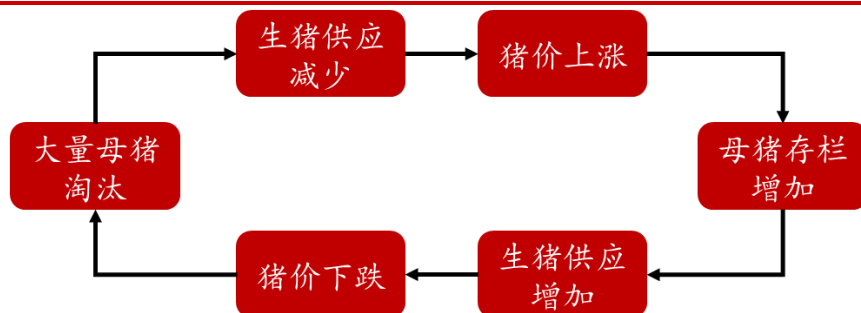 生猪供应
减少
猪价上涨
母猪存栏
增加
生猪供应
增加
猪价下跌
大量母猪
淘汰